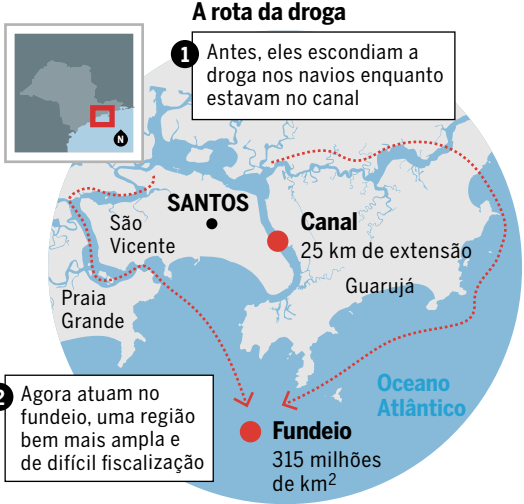 A rota da droga
1
Antes, eles escondiam a
droga nos navios enquanto
estavam no canal
N
SANTOS
São
Vicente
Canal
25 km de extensão
Guarujá
Praia
Grande
Oceano
Atlântico
2
Agora atuam no
fundeio, uma região
bem mais ampla e
de difícil fiscalização
Fundeio
315 milhões
de km²